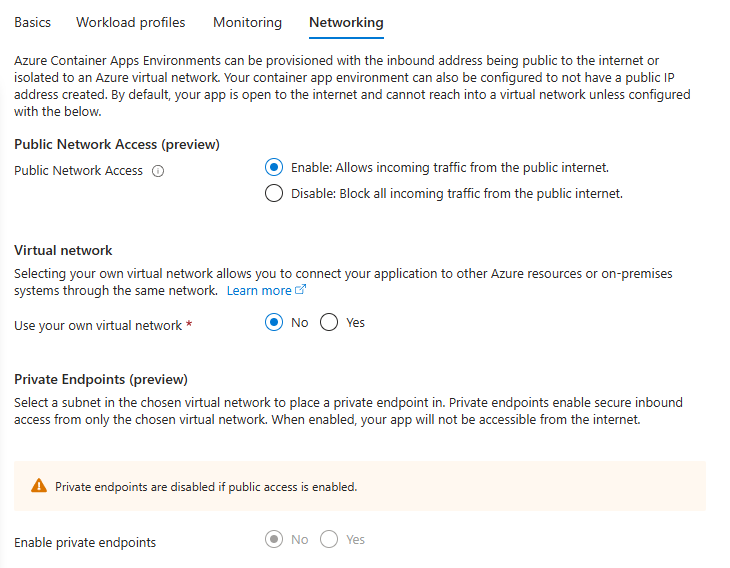 Basics Workload profiles Monitoring Networking
Azure Container Apps Environments can be provisioned with the inbound address being public to the internet or
isolated to an Azure virtual network. Your container app environment can also be configured to not have a public IP
address created. By default, your app is open to the internet and cannot reach into a virtual network unless configured
with the below.
Public Network Access (preview)
Public Network Access
Enable: Allows incoming traffic from the public internet.
Disable: Block all incoming traffic from the public internet.
Virtual network
Selecting your own virtual network allows you to connect your application to other Azure resources or on-premises
systems through the same network. Learn more
Use your own virtual network * No Yes
Private Endpoints (preview)
Select a subnet in the chosen virtual network to place a private endpoint in. Private endpoints enable secure inbound
access from only the chosen virtual network. When enabled, your app will not be accessible from the internet.
Private endpoints are disabled if public access is enabled.
Enable private endpoints No Yes